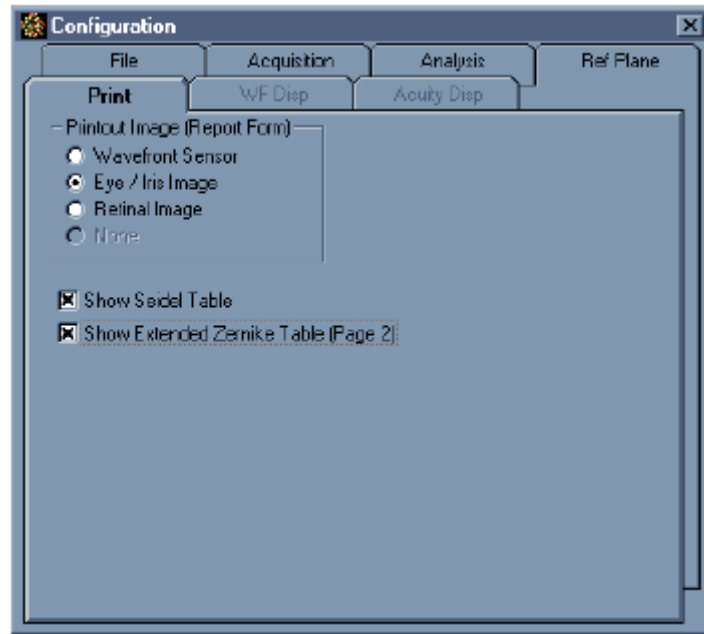 Configuration
File Acquisition Analysis Ref Plane
Print WF Disp Acuity Disp
Printout Image (Report Form)
Wavefront Sensor
Eye / Iris Image
Retinal Image
None
Show Seidel Table
Show Extended Zernike Table (Page 2)